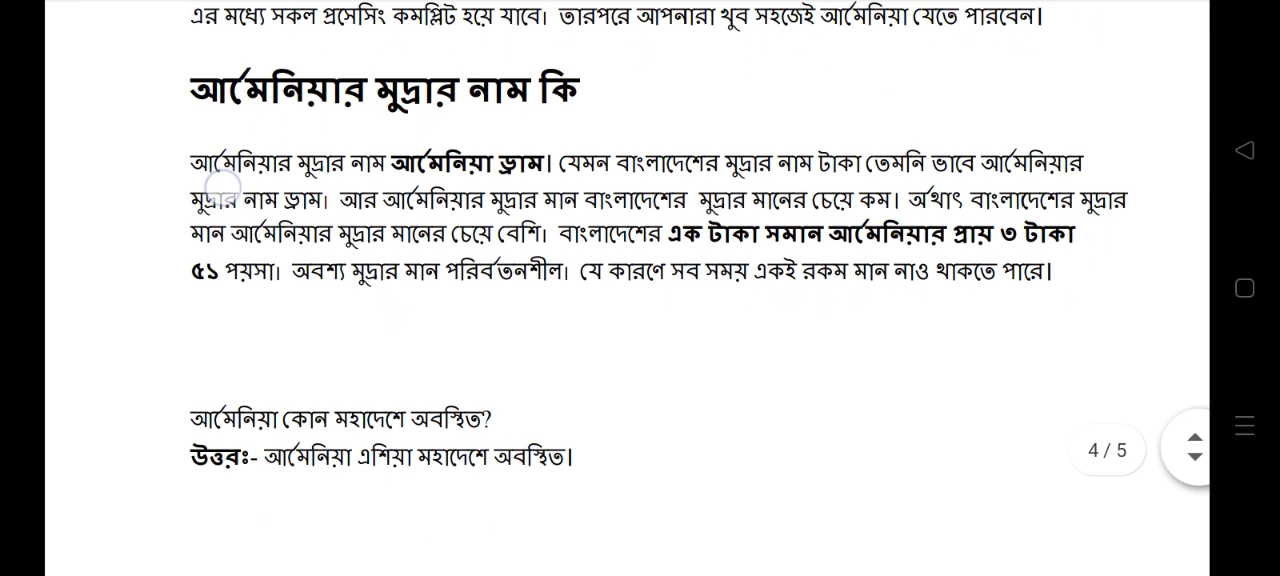 এর মধ্যে সকল প্রসেসিং কমপ্লিট হয়ে যাবে। তারপরে আপনারা খুব সহজেই আর্মেনিয়া যেতে পারবেন।
আর্মেনিয়ার মুদ্রার নাম কি
আর্মেনিয়ার মুদ্রার নাম আর্মেনিয়া ড্রাম। যেমন বাংলাদেশের মুদ্রার নাম টাকা তেমনি ভাবে আর্মেনিয়ার
মুদ্রার নাম ড্রাম। আর আর্মেনিয়ার মুদ্রার মান বাংলাদেশের মুদ্রার মানের চেয়ে কম। অর্থাৎ বাংলাদেশের মুদ্রার
মান আর্মেনিয়ার মুদ্রার মানের চেয়ে বেশি। বাংলাদেশের এক টাকা সমান আর্মেনিয়ার প্রায় ৩ টাকা
৫১ পয়সা। অবশ্য মুদ্রার মান পরিবর্তনশীল। যে কারণে সব সময় একই রকম মান নাও থাকতে পারে।
আর্মেনিয়া কোন মহাদেশে অবস্থিত?
উত্তরঃ- আর্মেনিয়া এশিয়া মহাদেশে অবস্থিত।
4 / 5